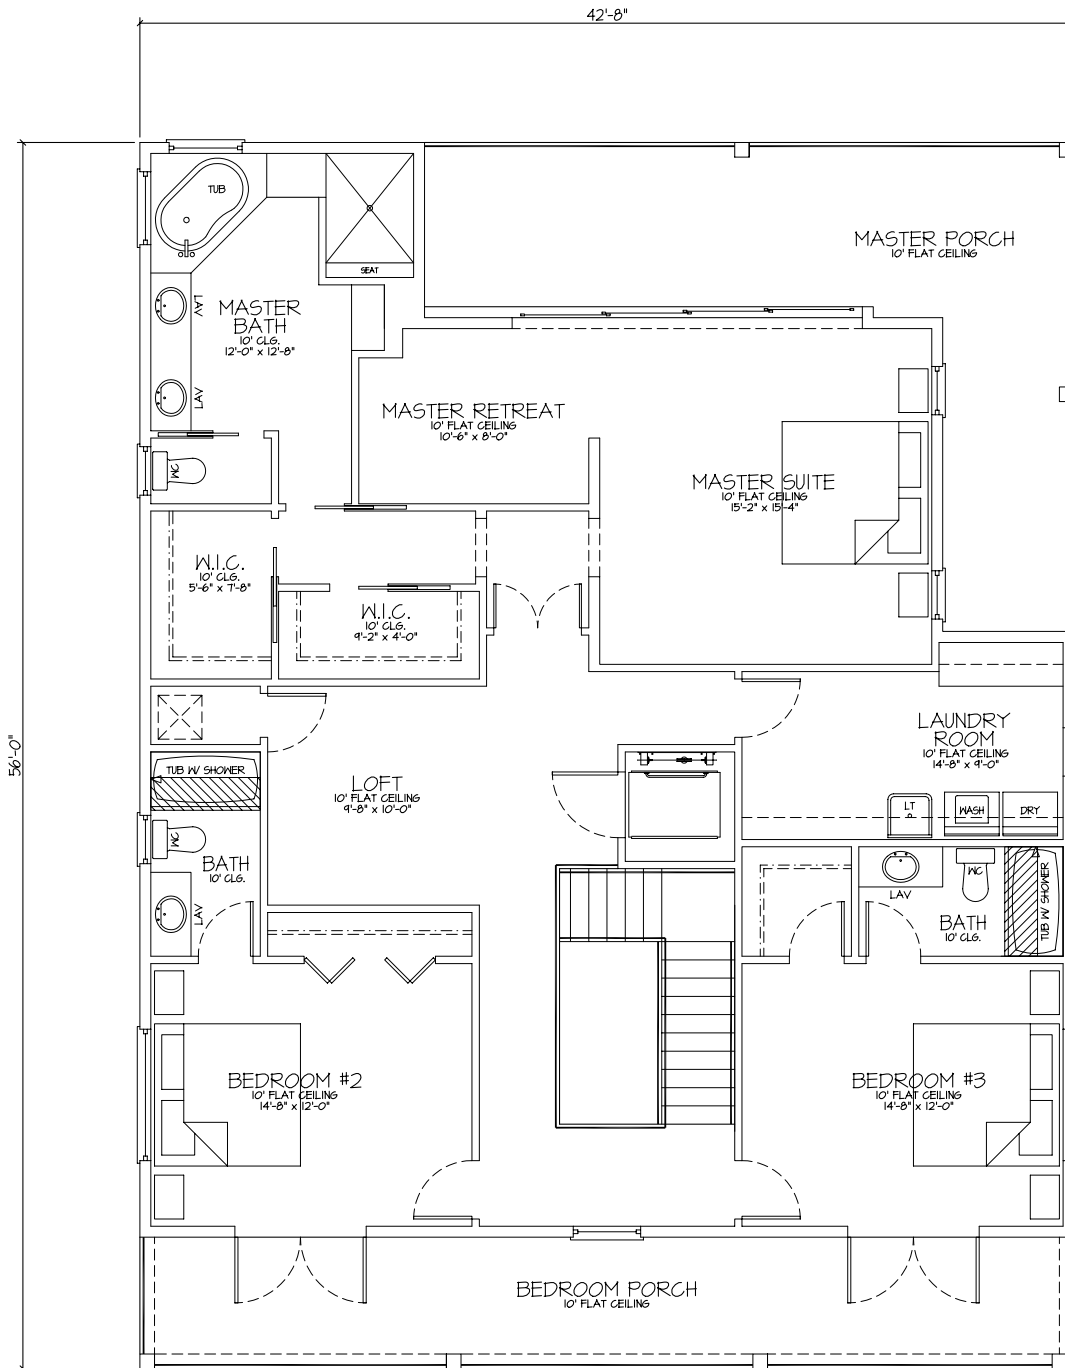 42'-8"
56'-0"
TUB
SEAT
MASTER PORCH
10' FLAT CEILING
LAV
MASTER
BATH
10' CLG.
12'-0" x 12'-8"
LAV
WC
MASTER RETREAT
10' FLAT CEILING
10'-6" x 8'-0"
MASTER SUITE
10' FLAT CEILING
15'-2" x 15'-4"
W.I.C.
10' CLG.
5'-6" x 7'-8"
W.I.C.
10' CLG.
9'-2" x 4'-0"
LAUNDRY
ROOM
10' FLAT CEILING
14'-8" x 9'-0"
LT
WASH
DRY
TUB W/ SHOWER
LOFT
10' FLAT CEILING
9'-8" x 10'-0"
WC
BATH
10' CLG.
LAV
LAV
WC
BATH
10' CLG.
TUB W/ SHOWER
BEDROOM #2
10' FLAT CEILING
14'-8" x 12'-0"
BEDROOM #3
10' FLAT CEILING
14'-8" x 12'-0"
BEDROOM PORCH
10' FLAT CEILING